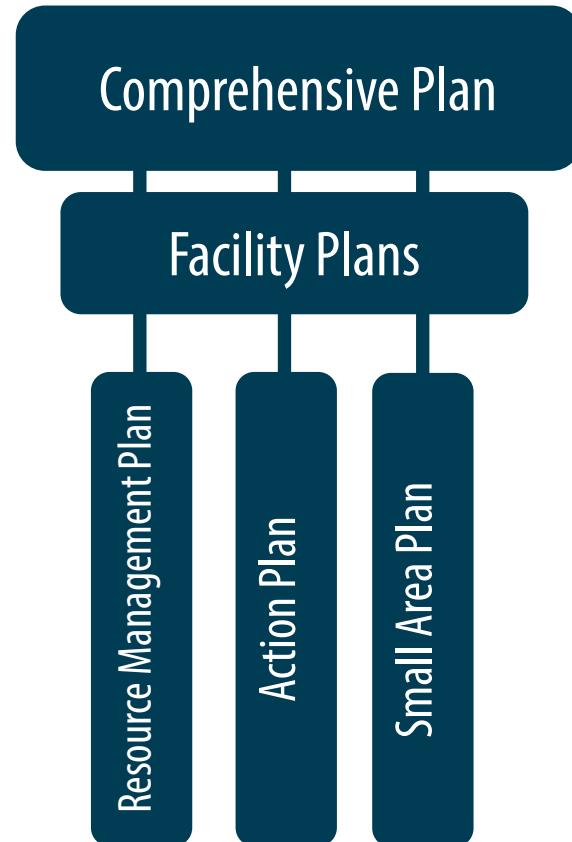 Comprehensive Plan
Facility Plans
Resource Management Plan
Action Plan
Small Area Plan